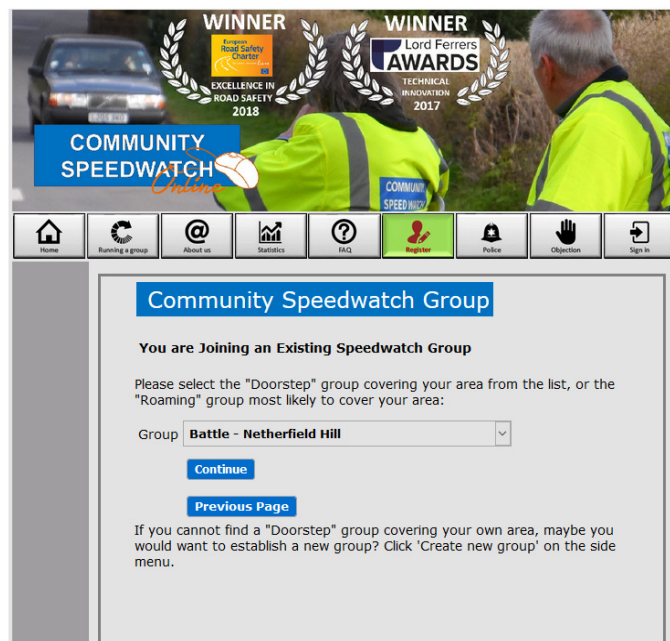 WINNER
European
Road Safety
Charter
EXCELLENCE IN
ROAD SAFETY
2018
WINNER
Lord Ferrers
AWARDS
TECHNICAL
INNOVATION
2017
COMMUNITY
SPEEDWATCH
Online
COMMUNITY
SPEED WATCH
Home
Running a group
About us
Statistics
FAQ
Register
Police
Objection
Sign in
Community Speedwatch Group
You are Joining an Existing Speedwatch Group
Please select the "Doorstep" group covering your area from the list, or the
"Roaming" group most likely to cover your area:
Group Battle - Netherfield Hill
Continue
Previous Page
If you cannot find a "Doorstep" group covering your own area, maybe you
would want to establish a new group? Click 'Create new group' on the side
menu.